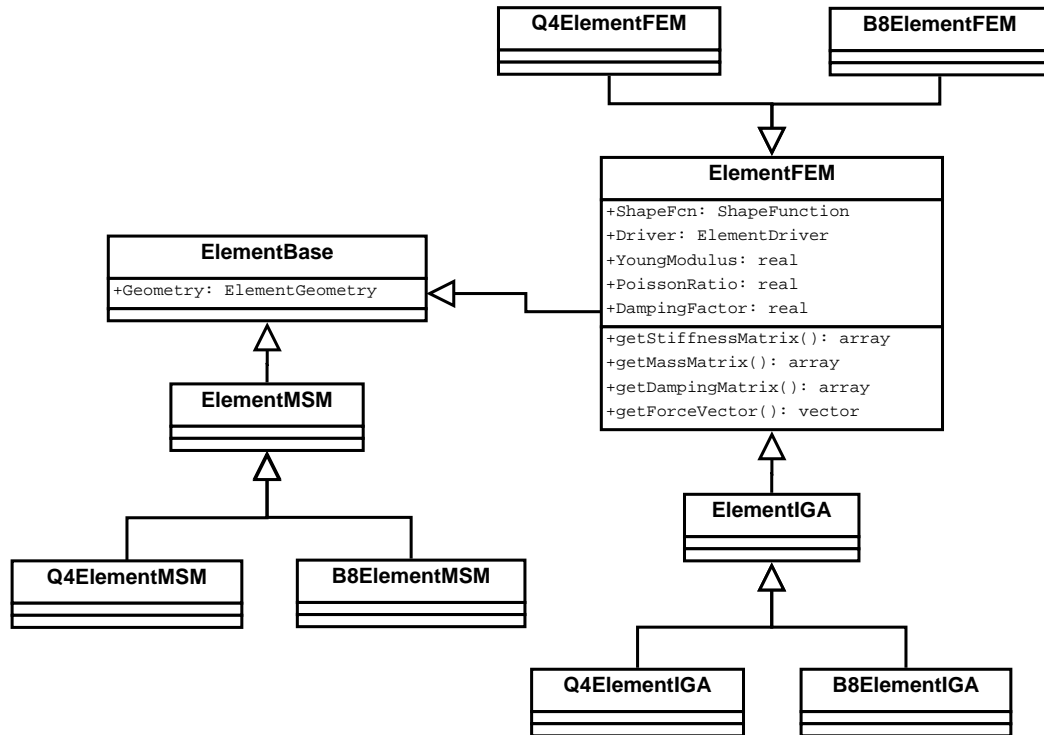 Q4ElementFEM
B8ElementFEM
ElementFEM
+ShapeFcn: ShapeFunction
+Driver: ElementDriver
+YoungModulus: real
+PoissonRatio: real
+DampingFactor: real
+getStiffnessMatrix(): array
+getMassMatrix(): array
+getDampingMatrix(): array
+getForceVector(): vector
ElementBase
+Geometry: ElementGeometry
ElementMSM
Q4ElementMSM
B8ElementMSM
ElementIGA
Q4ElementIGA
B8ElementIGA